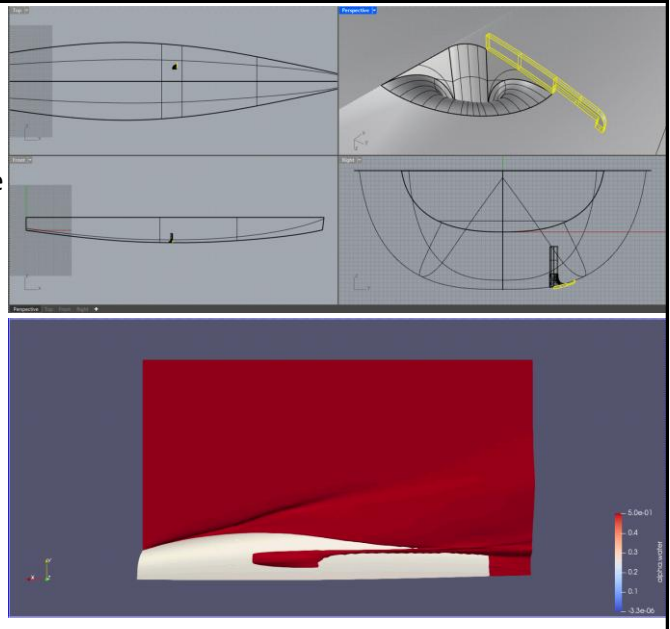 Top
Perspective
e
Front
Right
Perspective Top Front Right
5.0e-01
0.4
0.3
0.2
0.1
-3.3e-06
alpha.water